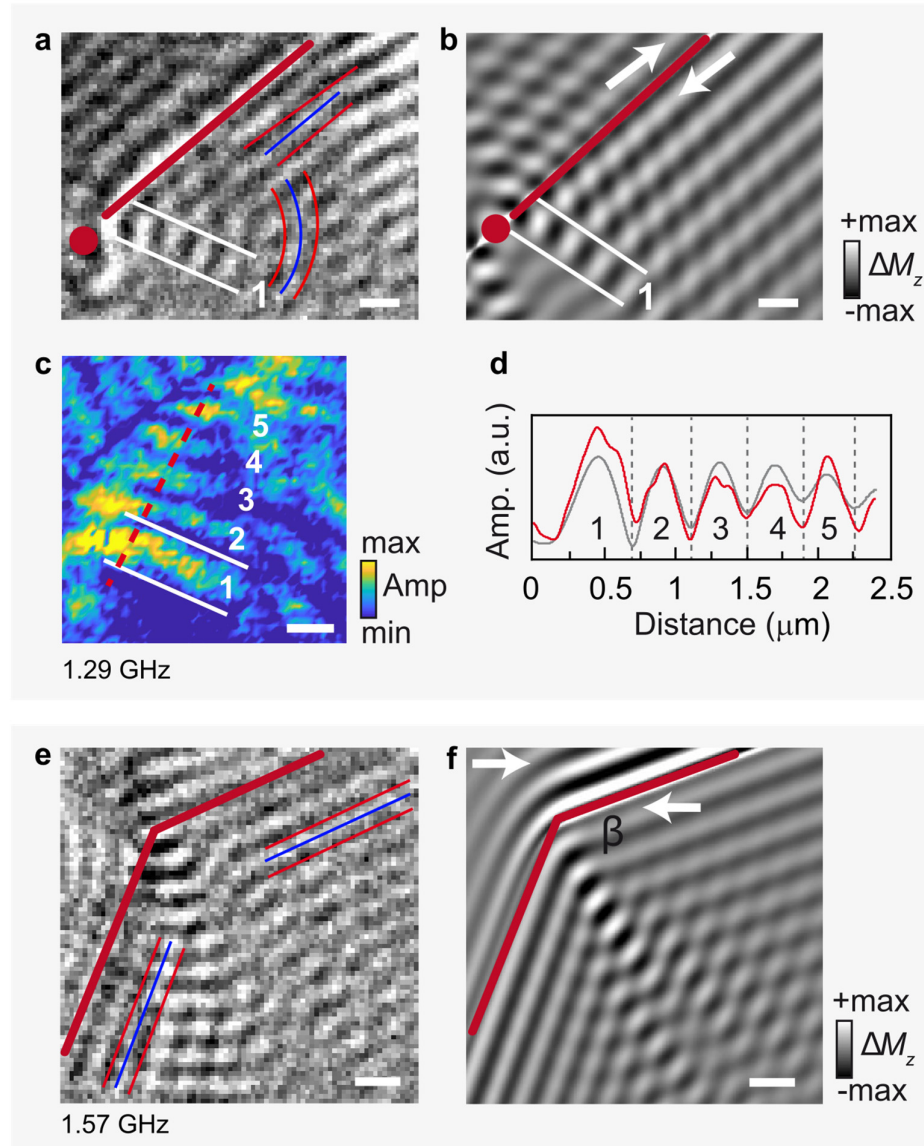 a
b
1
1
+max
ΔMz
-max
c
d
5
4
3
2
1
max
Amp
min
1.29 GHz
Amp. (a.u.)
1 2 3 4 5
0 0.5 1 1.5 2 2.5
Distance (μm)
e
f
β
+max
ΔMz
-max
1.57 GHz